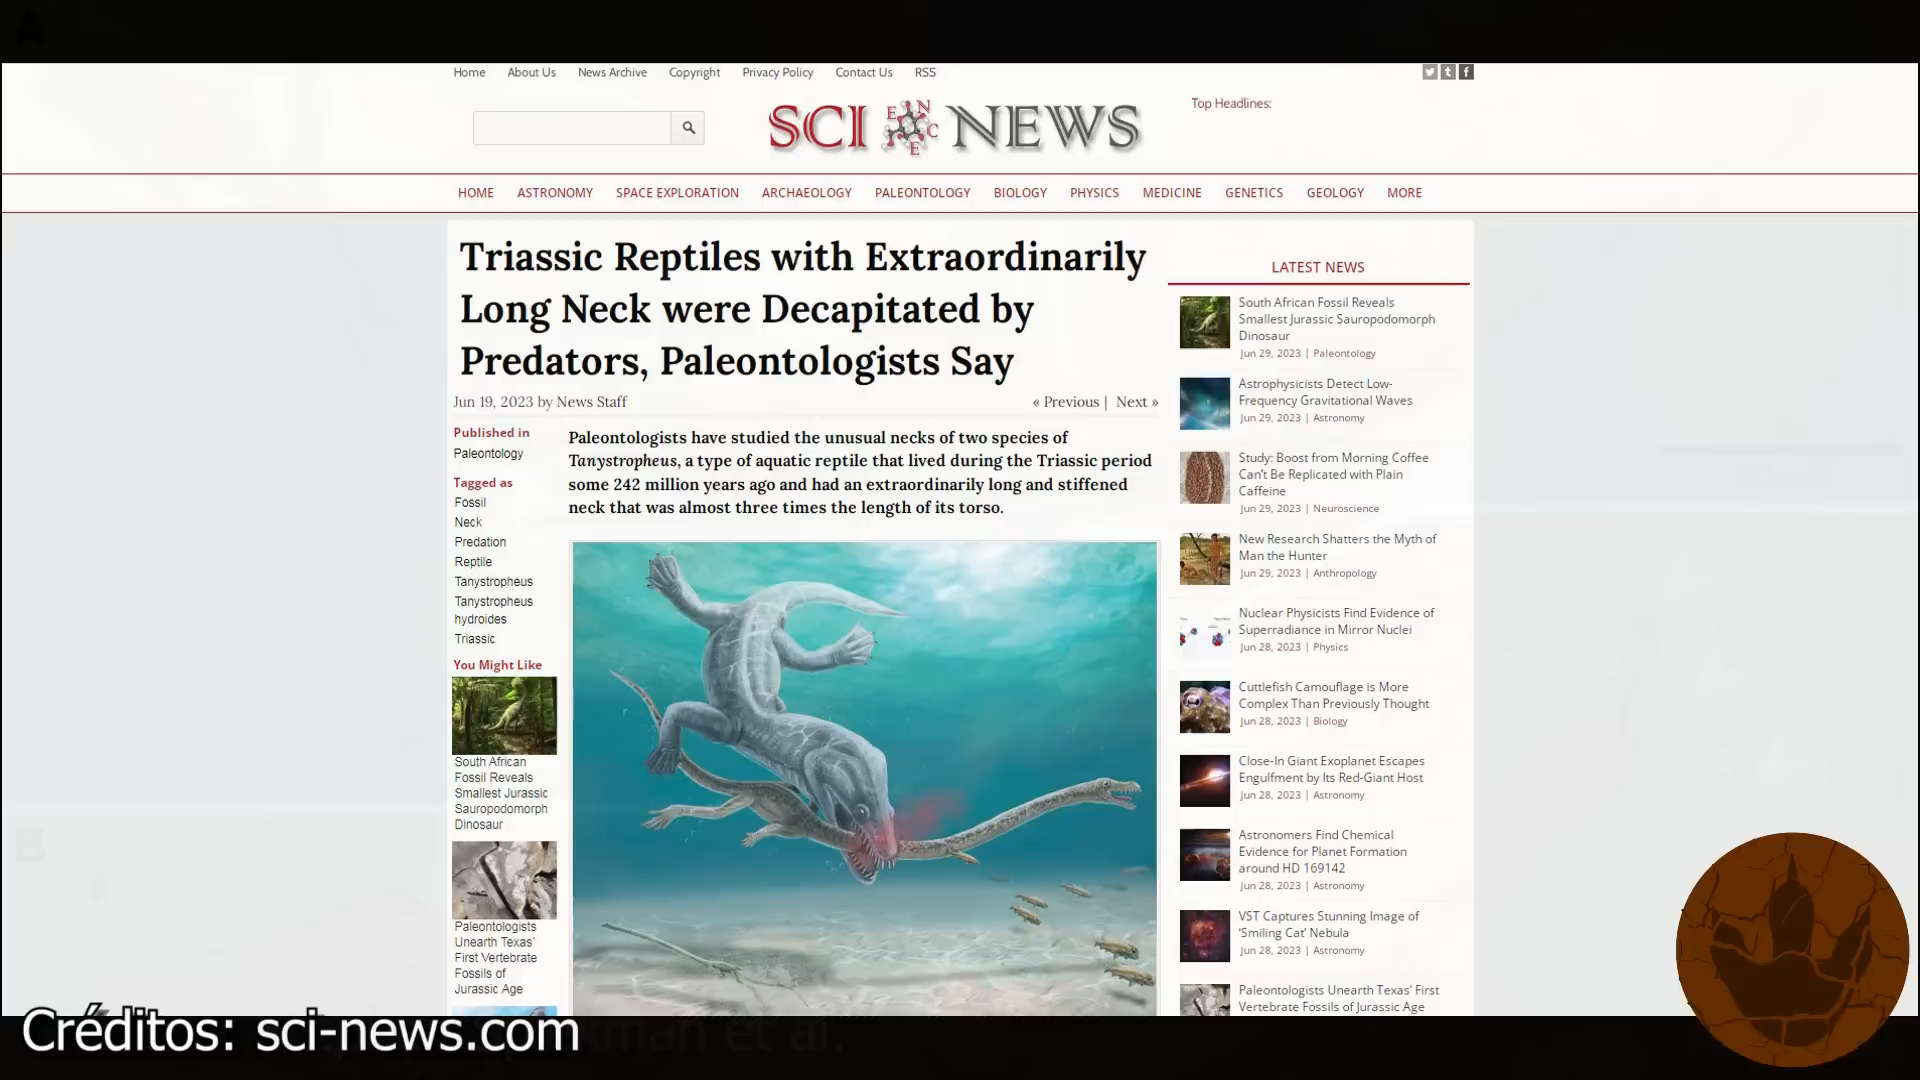 Home About Us News Archive Copyright Privacy Policy Contact Us RSS
Top Headlines:
SCI ENCE NEWS
HOME ASTRONOMY SPACE EXPLORATION ARCHAEOLOGY PALEONTOLOGY BIOLOGY PHYSICS MEDICINE GENETICS GEOLOGY MORE
Triassic Reptiles with Extraordinarily
Long Neck were Decapitated by
Predators, Paleontologists Say
Jun 19, 2023 by News Staff
« Previous | Next »
Published in
Paleontology
Tagged as
Fossil
Neck
Predation
Reptile
Tanystropheus
Tanystropheus
hydroides
Triassic
You Might Like
South African
Fossil Reveals
Smallest Jurassic
Sauropodomorph
Dinosaur
Paleontologists
Unearth Texas'
First Vertebrate
Fossils of
Jurassic Age
Paleontologists have studied the unusual necks of two species of
Tanystropheus, a type of aquatic reptile that lived during the Triassic period
some 242 million years ago and had an extraordinarily long and stiffened
neck that was almost three times the length of its torso.
LATEST NEWS
South African Fossil Reveals
Smallest Jurassic Sauropodomorph
Dinosaur
Jun 29, 2023 | Paleontology
Astrophysicists Detect Low-
Frequency Gravitational Waves
Jun 29, 2023 | Astronomy
Study: Boost from Morning Coffee
Can't Be Replicated with Plain
Caffeine
Jun 29, 2023 | Neuroscience
New Research Shatters the Myth of
Man the Hunter
Jun 29, 2023 | Anthropology
Nuclear Physicists Find Evidence of
Superradiance in Mirror Nuclei
Jun 28, 2023 | Physics
Cuttlefish Camouflage is More
Complex Than Previously Thought
Jun 28, 2023 | Biology
Close-In Giant Exoplanet Escapes
Engulfment by Its Red-Giant Host
Jun 28, 2023 | Astronomy
Astronomers Find Chemical
Evidence for Planet Formation
around HD 169142
Jun 28, 2023 | Astronomy
VST Captures Stunning Image of
'Smiling Cat' Nebula
Jun 28, 2023 | Astronomy
Paleontologists Unearth Texas' First
Vertebrate Fossils of Jurassic Age
Créditos: sci-news.com